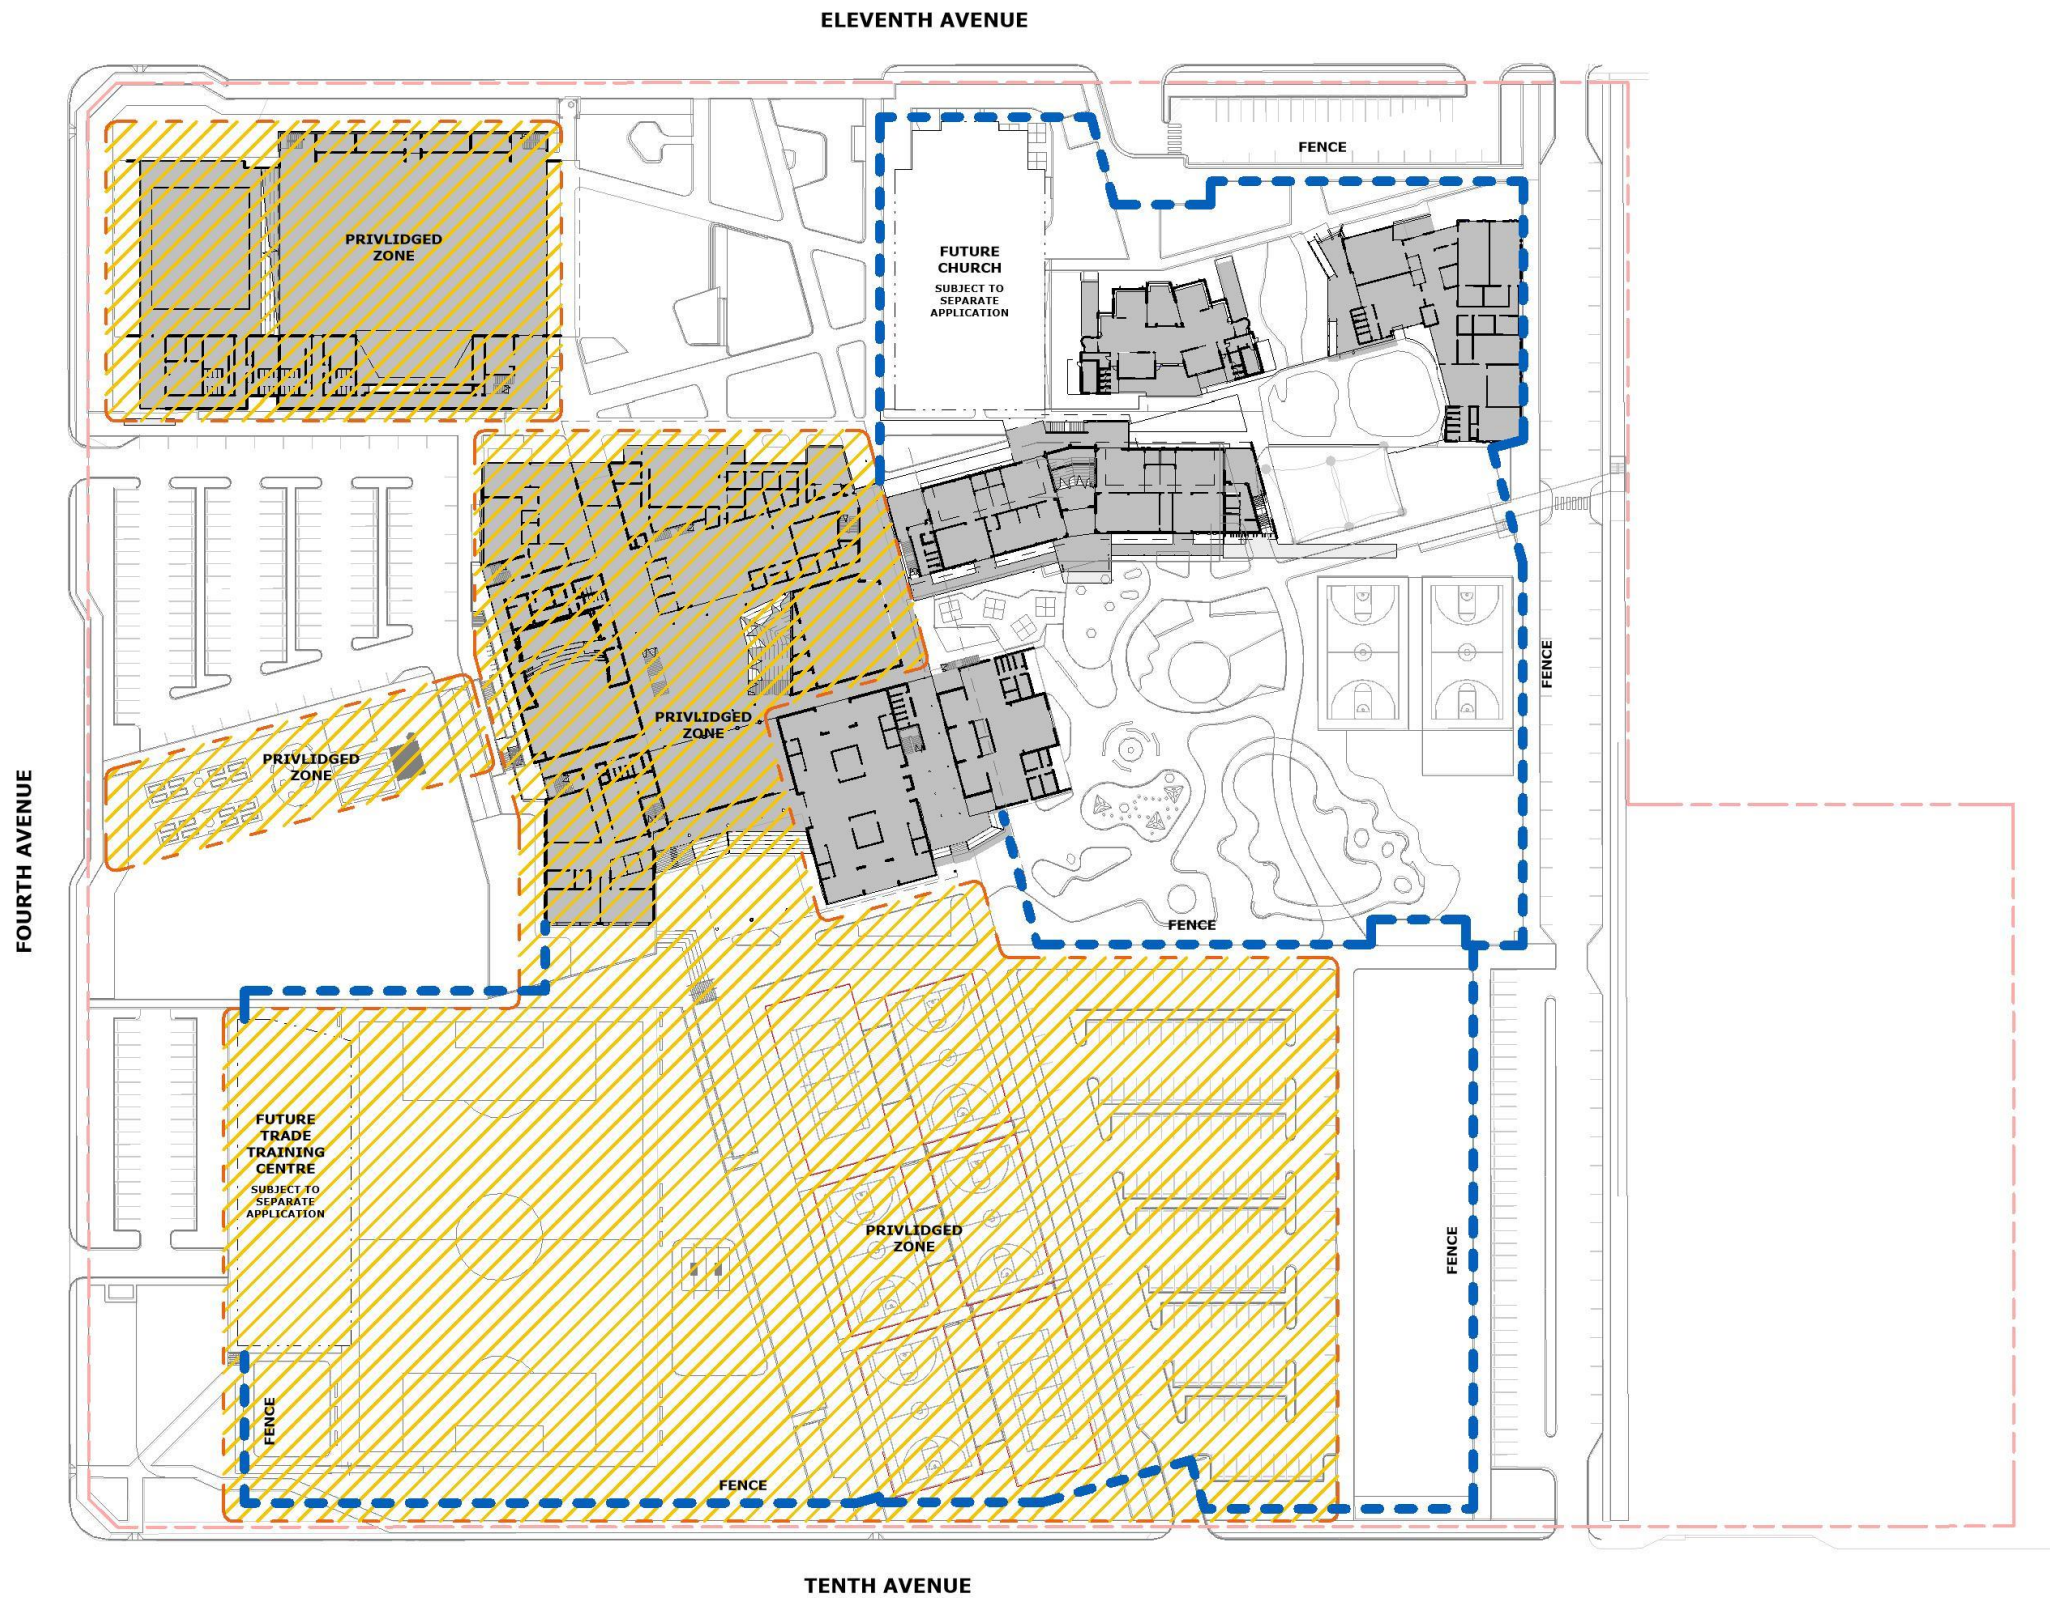 ELEVENTH AVENUE
FENCE
PRIVLIDGED
ZONE
FUTURE
CHURCH
SUBJECT TO
SEPARATE
APPLICATION
FENCE
PRIVLIDGED
ZONE
PRIVLIDGED
ZONE
FOURTH AVENUE
FENCE
FUTURE
TRADE
TRAINING
CENTRE
SUBJECT TO
SEPARATE
APPLICATION
PRIVLIDGED
ZONE
FENCE
FENCE
FENCE
TENTH AVENUE